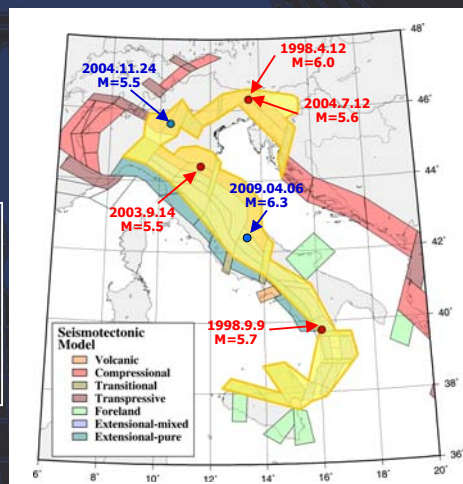 48˚
1998.4.12
M=6.0
2004.11.24
M=5.5
2004.7.12
M=5.6
46˚
44˚
2009.04.06
M=6.3
2003.9.14
M=5.5
42˚
1998.9.9
M=5.7
40˚
Seismotectonic
Model
Volcanic
Compressional
Transitional
Transpressive
Foreland
Extensional-mixed
Extensional-pure
38˚
36˚
6˚ 8˚ 10˚ 12˚ 14˚ 16˚ 18˚ 20˚